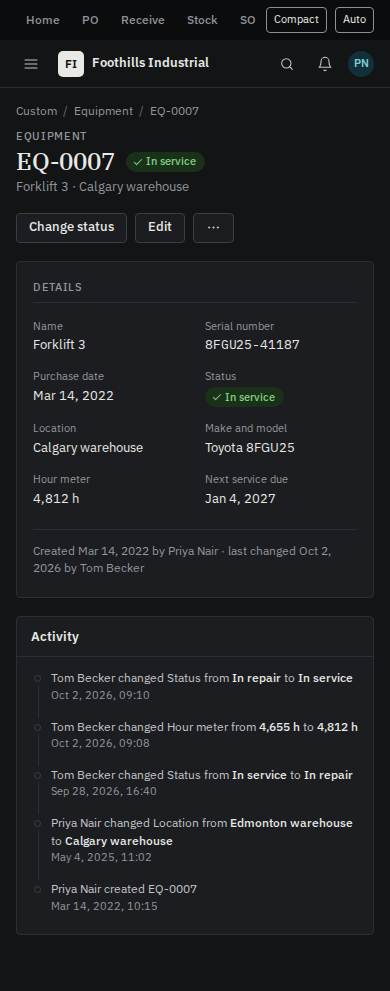 Home PO Receive Stock SO Compact Auto
FI Foothills Industrial PN
Custom / Equipment / EQ-0007
EQUIPMENT
EQ-0007 In service
Forklift 3 · Calgary warehouse
Change status Edit ···
DETAILS
Name Serial number
Forklift 3 8FGU25-41187
Purchase date Status
Mar 14, 2022 In service
Location Make and model
Calgary warehouse Toyota 8FGU25
Hour meter Next service due
4,812 h Jan 4, 2027
Created Mar 14, 2022 by Priya Nair · last changed Oct 2,
2026 by Tom Becker
Activity
Tom Becker changed Status from In repair to In service
Oct 2, 2026, 09:10
Tom Becker changed Hour meter from 4,655 h to 4,812 h
Oct 2, 2026, 09:08
Tom Becker changed Status from In service to In repair
Sep 28, 2026, 16:40
Priya Nair changed Location from Edmonton warehouse
to Calgary warehouse
May 4, 2025, 11:02
Priya Nair created EQ-0007
Mar 14, 2022, 10:15